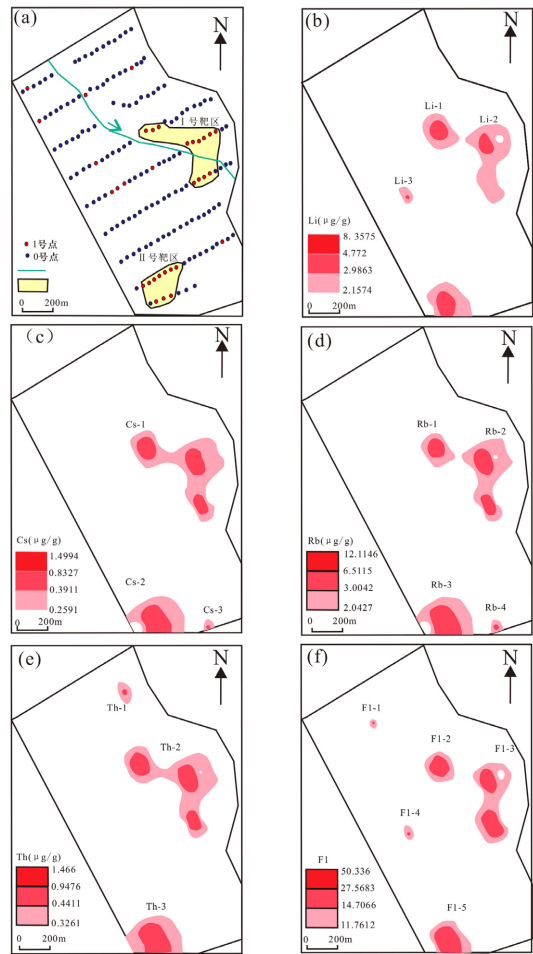 (a)
N
I 号靶区
II号靶区
1号点
0号点
0 200m
(b)
N
Li-1
Li-2
Li-3
Li(μg/g)
8.3575
4.772
2.9863
2.1574
0 200m
(c)
N
Cs-1
Cs(μg/g)
1.4994
0.8327
0.3911
0.2591
Cs-2
Cs-3
0 200m
(d)
N
Rb-1
Rb-2
Rb(μg/g)
12.1146
6.5115
3.0042
2.0427
Rb-3
Rb-4
0 200m
(e)
N
Th-1
Th-2
Th(μg/g)
1.466
0.9476
0.4411
0.3261
Th-3
0 200m
(f)
N
F1-1
F1-2
F1-3
F1-4
F1
50.336
27.5683
14.7066
11.7612
F1-5
0 200m